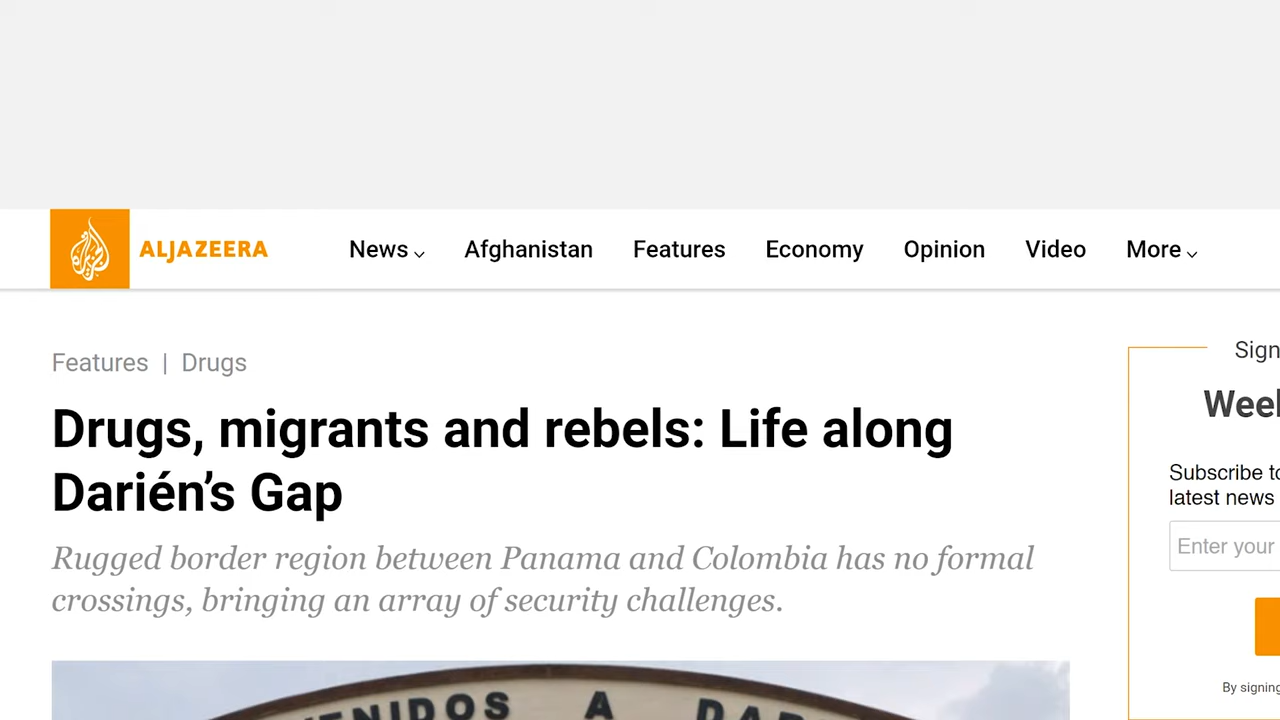 ALJAZEERA
News Afghanistan Features Economy Opinion Video More
Features | Drugs
Drugs, migrants and rebels: Life along
Darién’s Gap
Rugged border region between Panama and Colombia has no formal
crossings, bringing an array of security challenges.
A
Sign
Week
Subscribe to
latest news
Enter your
By signing